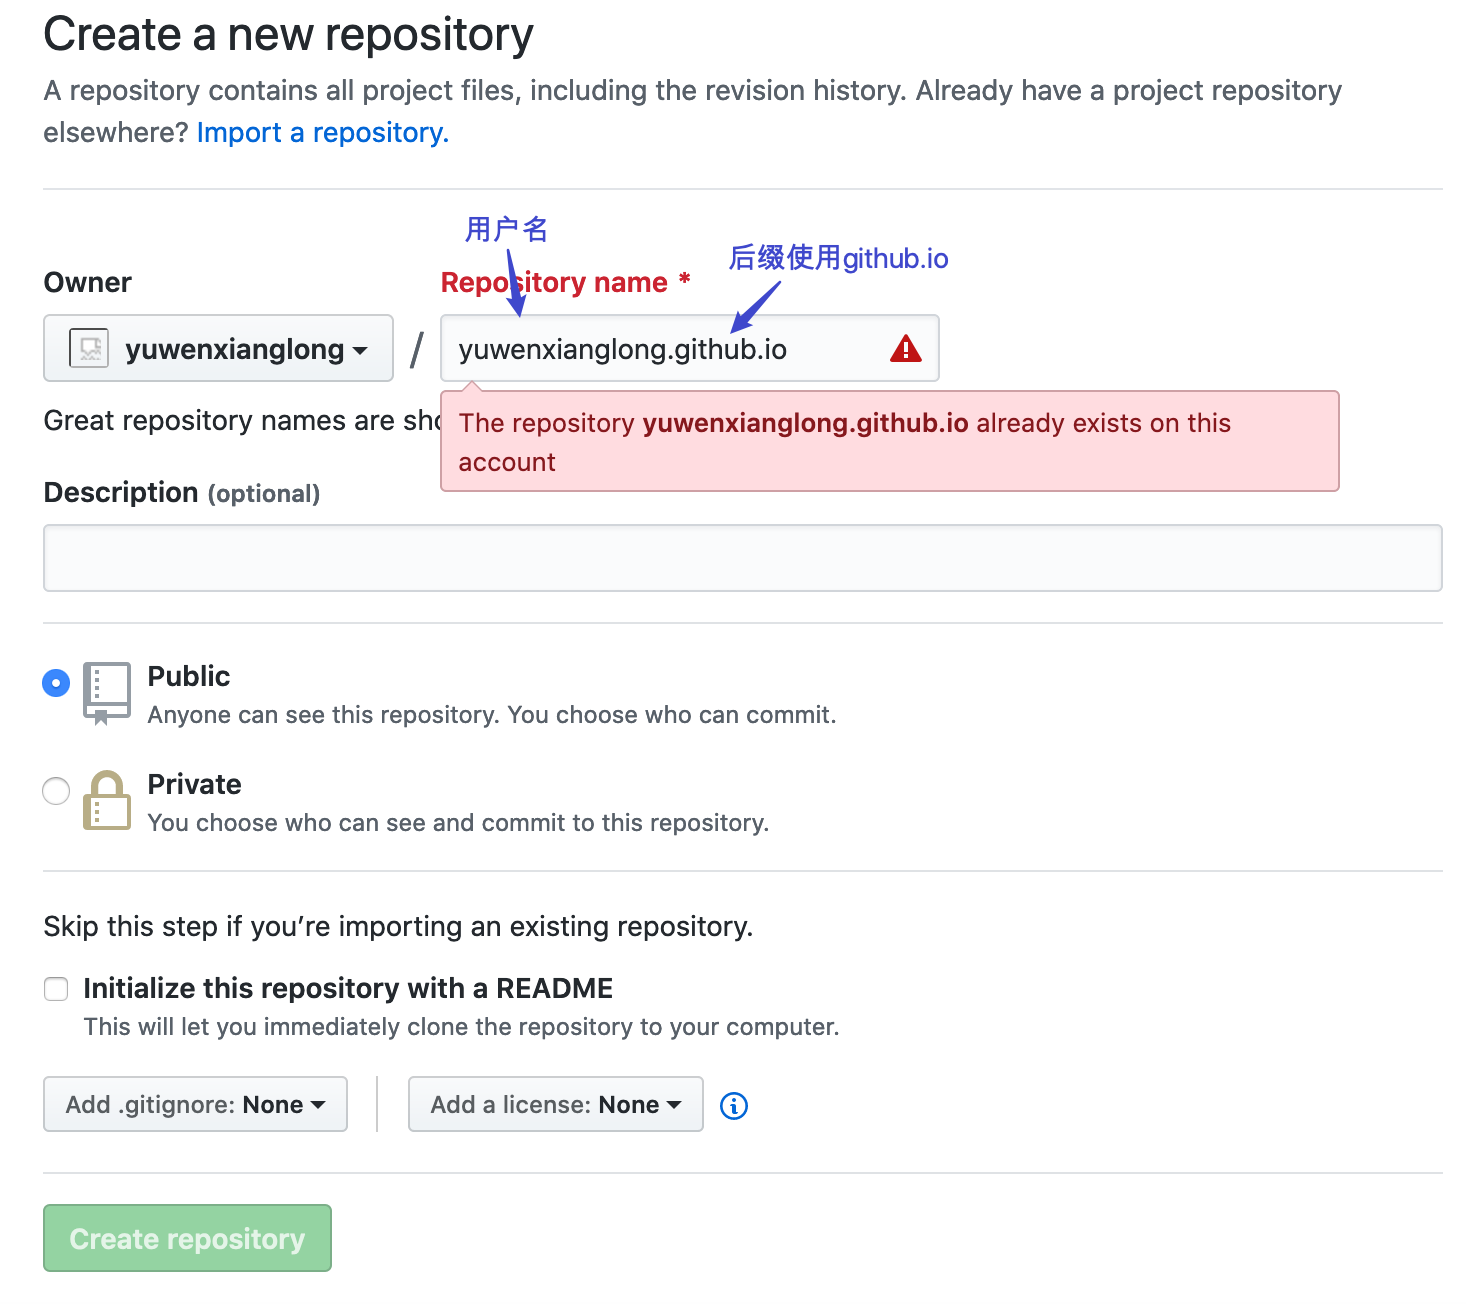 Create a new repository
A repository contains all project files, including the revision history. Already have a project repository
elsewhere? Import a repository.
用户名
后缀使用github.io
Owner
Repository name *
yuwenxianglong
/
yuwenxianglong.github.io
Great repository names are sho
The repository yuwenxianglong.github.io already exists on this
account
Description (optional)
Public
Anyone can see this repository. You choose who can commit.
Private
You choose who can see and commit to this repository.
Skip this step if you’re importing an existing repository.
Initialize this repository with a README
This will let you immediately clone the repository to your computer.
Add .gitignore: None
Add a license: None
Create repository